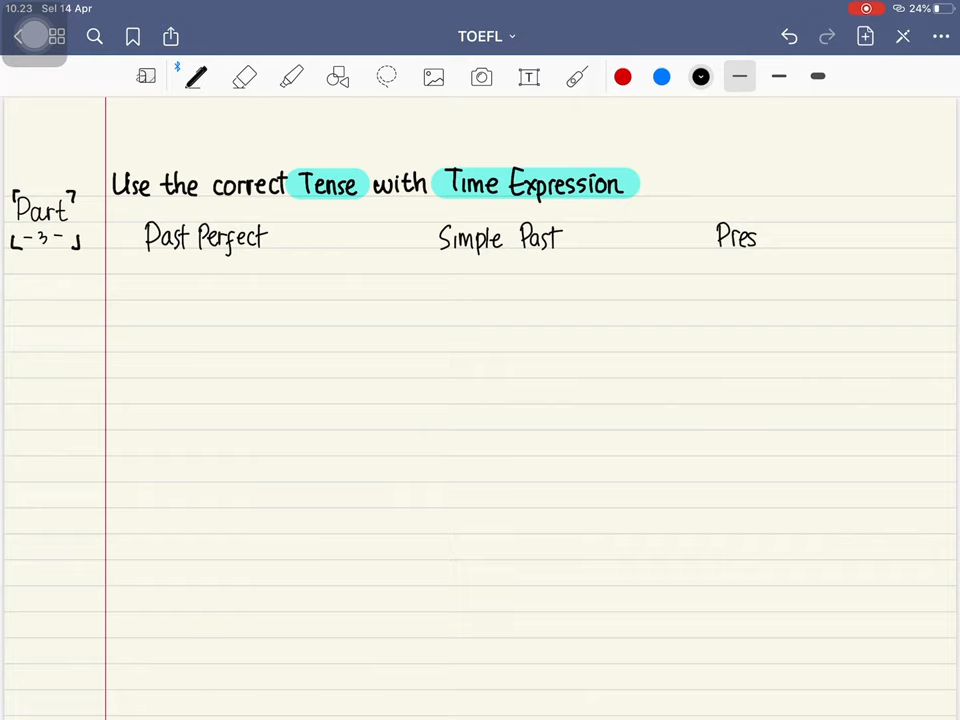 10.23 Sel 14 Apr
24%
TOEFL
T
Use the correct Tense with Time Expression
Part
-3-
Past Perfect Simple Past Pres